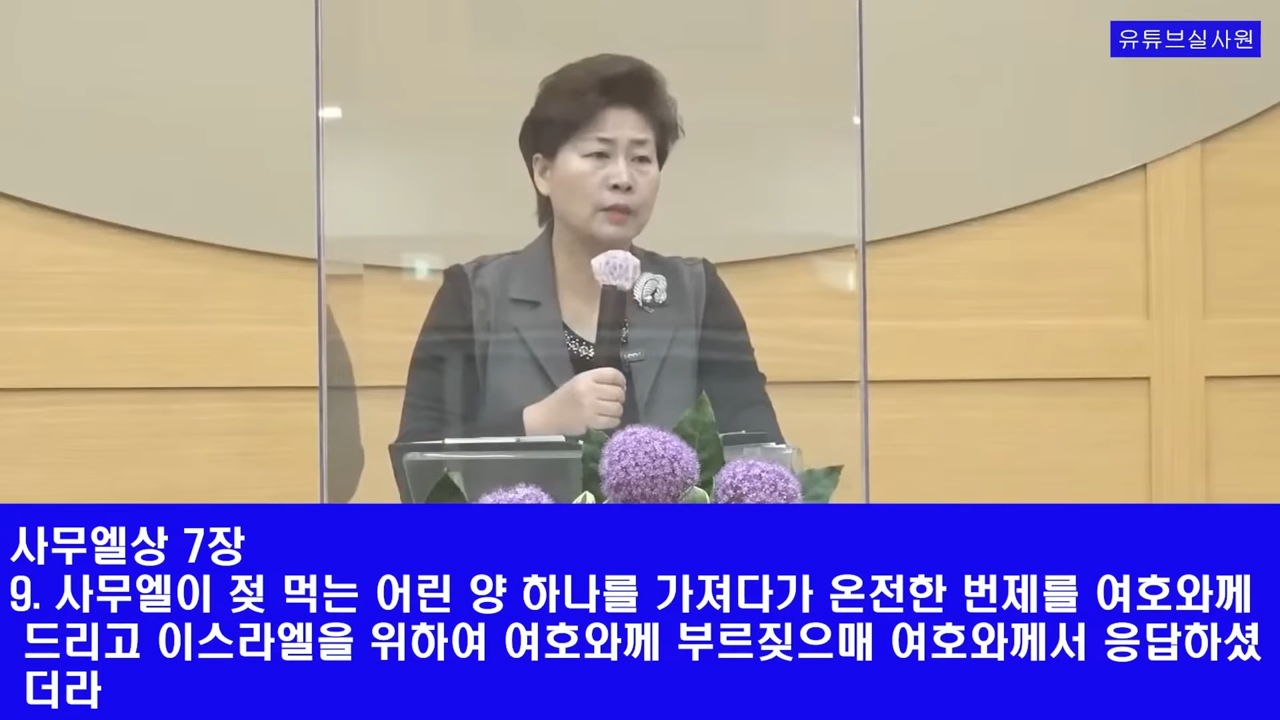 유튜브실사원
사무엘상 7장
9. 사무엘이 젖 먹는 어린 양 하나를 가져다가 온전한 번제를 여호와께
드리고 이스라엘을 위하여 여호와께 부르짖으매 여호와께서 응답하셨
더라